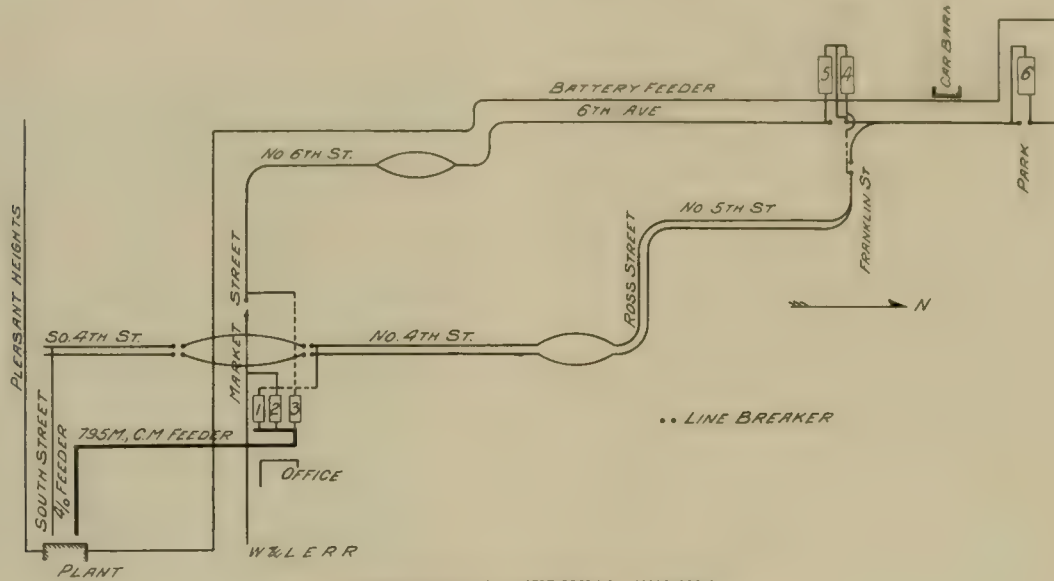 CAR BARN
5
4
6
BATTERY FEEDER
6TH AVE
NO 6TH ST.
PARK
NO 5TH ST
FRANKLIN ST
ROSS STREET
PLEASANT HEIGHTS
MARKET STREET
N
SO. 4TH ST.
NO. 4TH ST.
1
2
3
LINE BREAKER
SOUTH STREET
4/0 FEEDER
795 M., C.M FEEDER
OFFICE
W & L E R R
PLANT